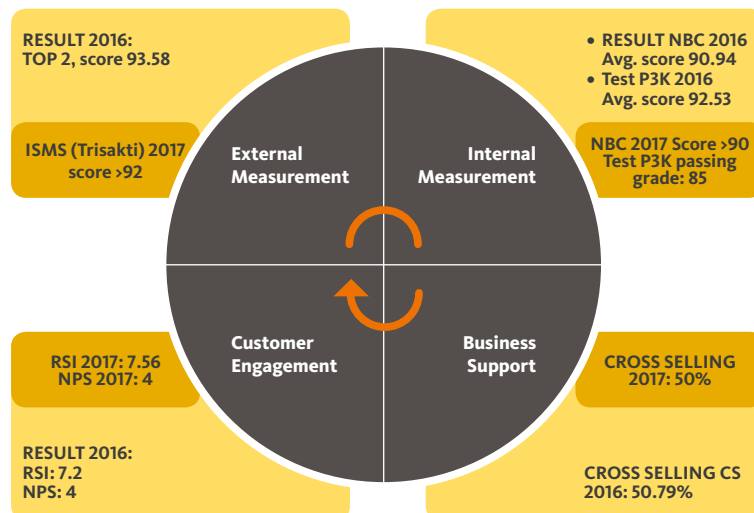 RESULT 2016:
TOP 2, score 93.58
ISMS (Trisakti) 2017
score >92
External
Measurement
• RESULT NBC 2016
Avg. score 90.94
• Test P3K 2016
Avg. score 92.53
NBC 2017 Score >90
Test P3K passing
grade: 85
Internal
Measurement
Customer
Engagement
RSI 2017: 7.56
NPS 2017: 4
RESULT 2016:
RSI: 7.2
NPS: 4
Business
Support
CROSS SELLING
2017: 50%
CROSS SELLING CS
2016: 50.79%